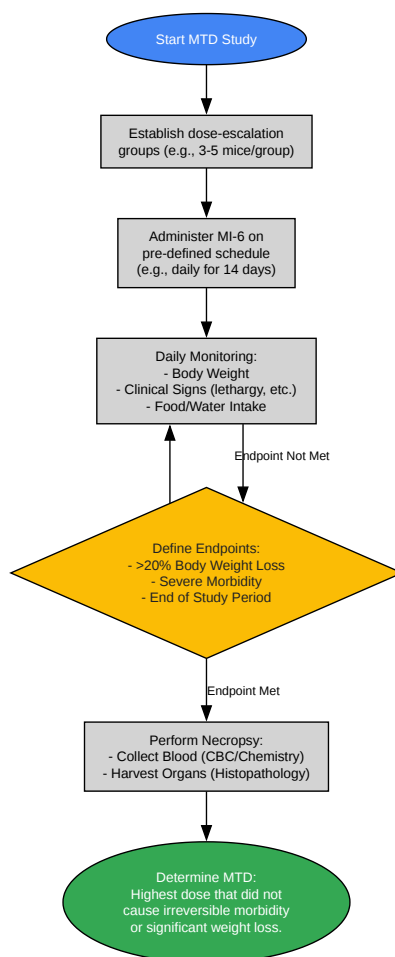 Start MTD Study
Establish dose-escalation
groups (e.g., 3-5 mice/group)
Administer MI-6 on
pre-defined schedule
(e.g., daily for 14 days)
Daily Monitoring:
- Body Weight
- Clinical Signs (lethargy, etc.)
- Food/Water Intake
Endpoint Not Met
Define Endpoints:
- >20% Body Weight Loss
- Severe Morbidity
- End of Study Period
Endpoint Met
Perform Necropsy:
- Collect Blood (CBC/Chemistry)
- Harvest Organs (Histopathology)
Determine MTD:
Highest dose that did not
cause irreversible morbidity
or significant weight loss.